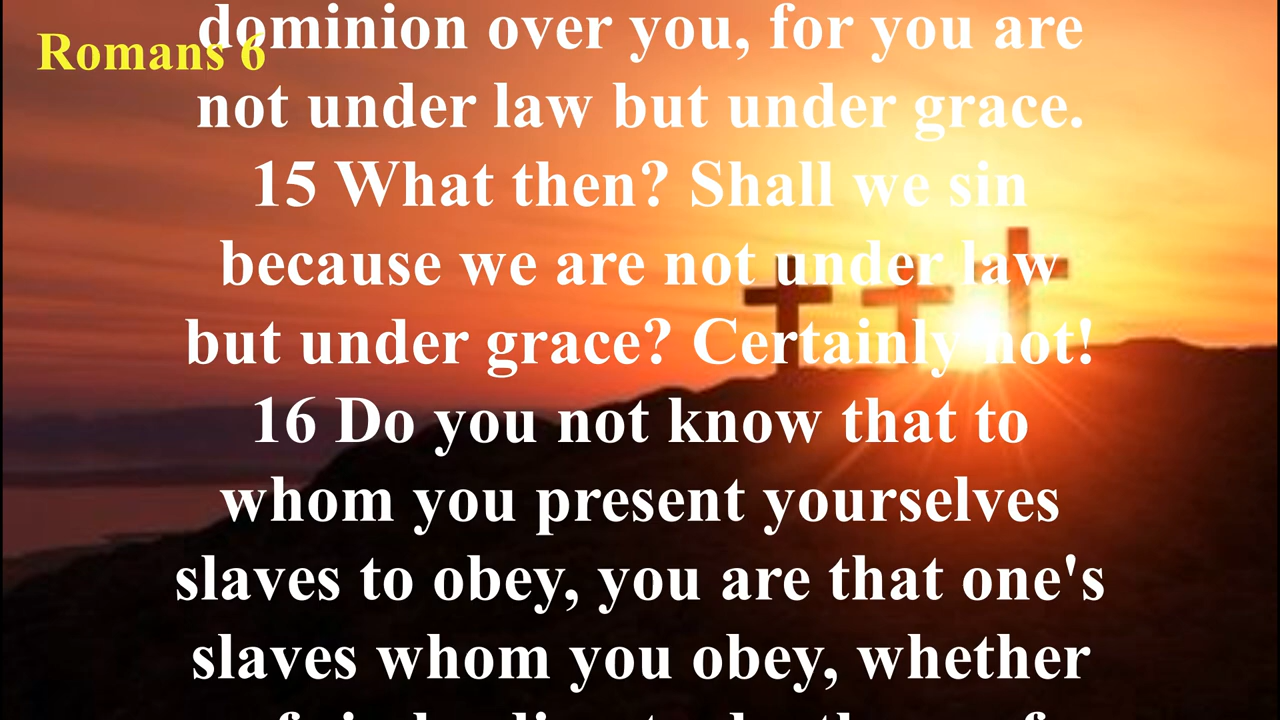 Romans 6
dominion over you, for you are
not under law but under grace.
15 What then? Shall we sin
because we are not under law
but under grace? Certainly not!
16 Do you not know that to
whom you present yourselves
slaves to obey, you are that one's
slaves whom you obey, whether